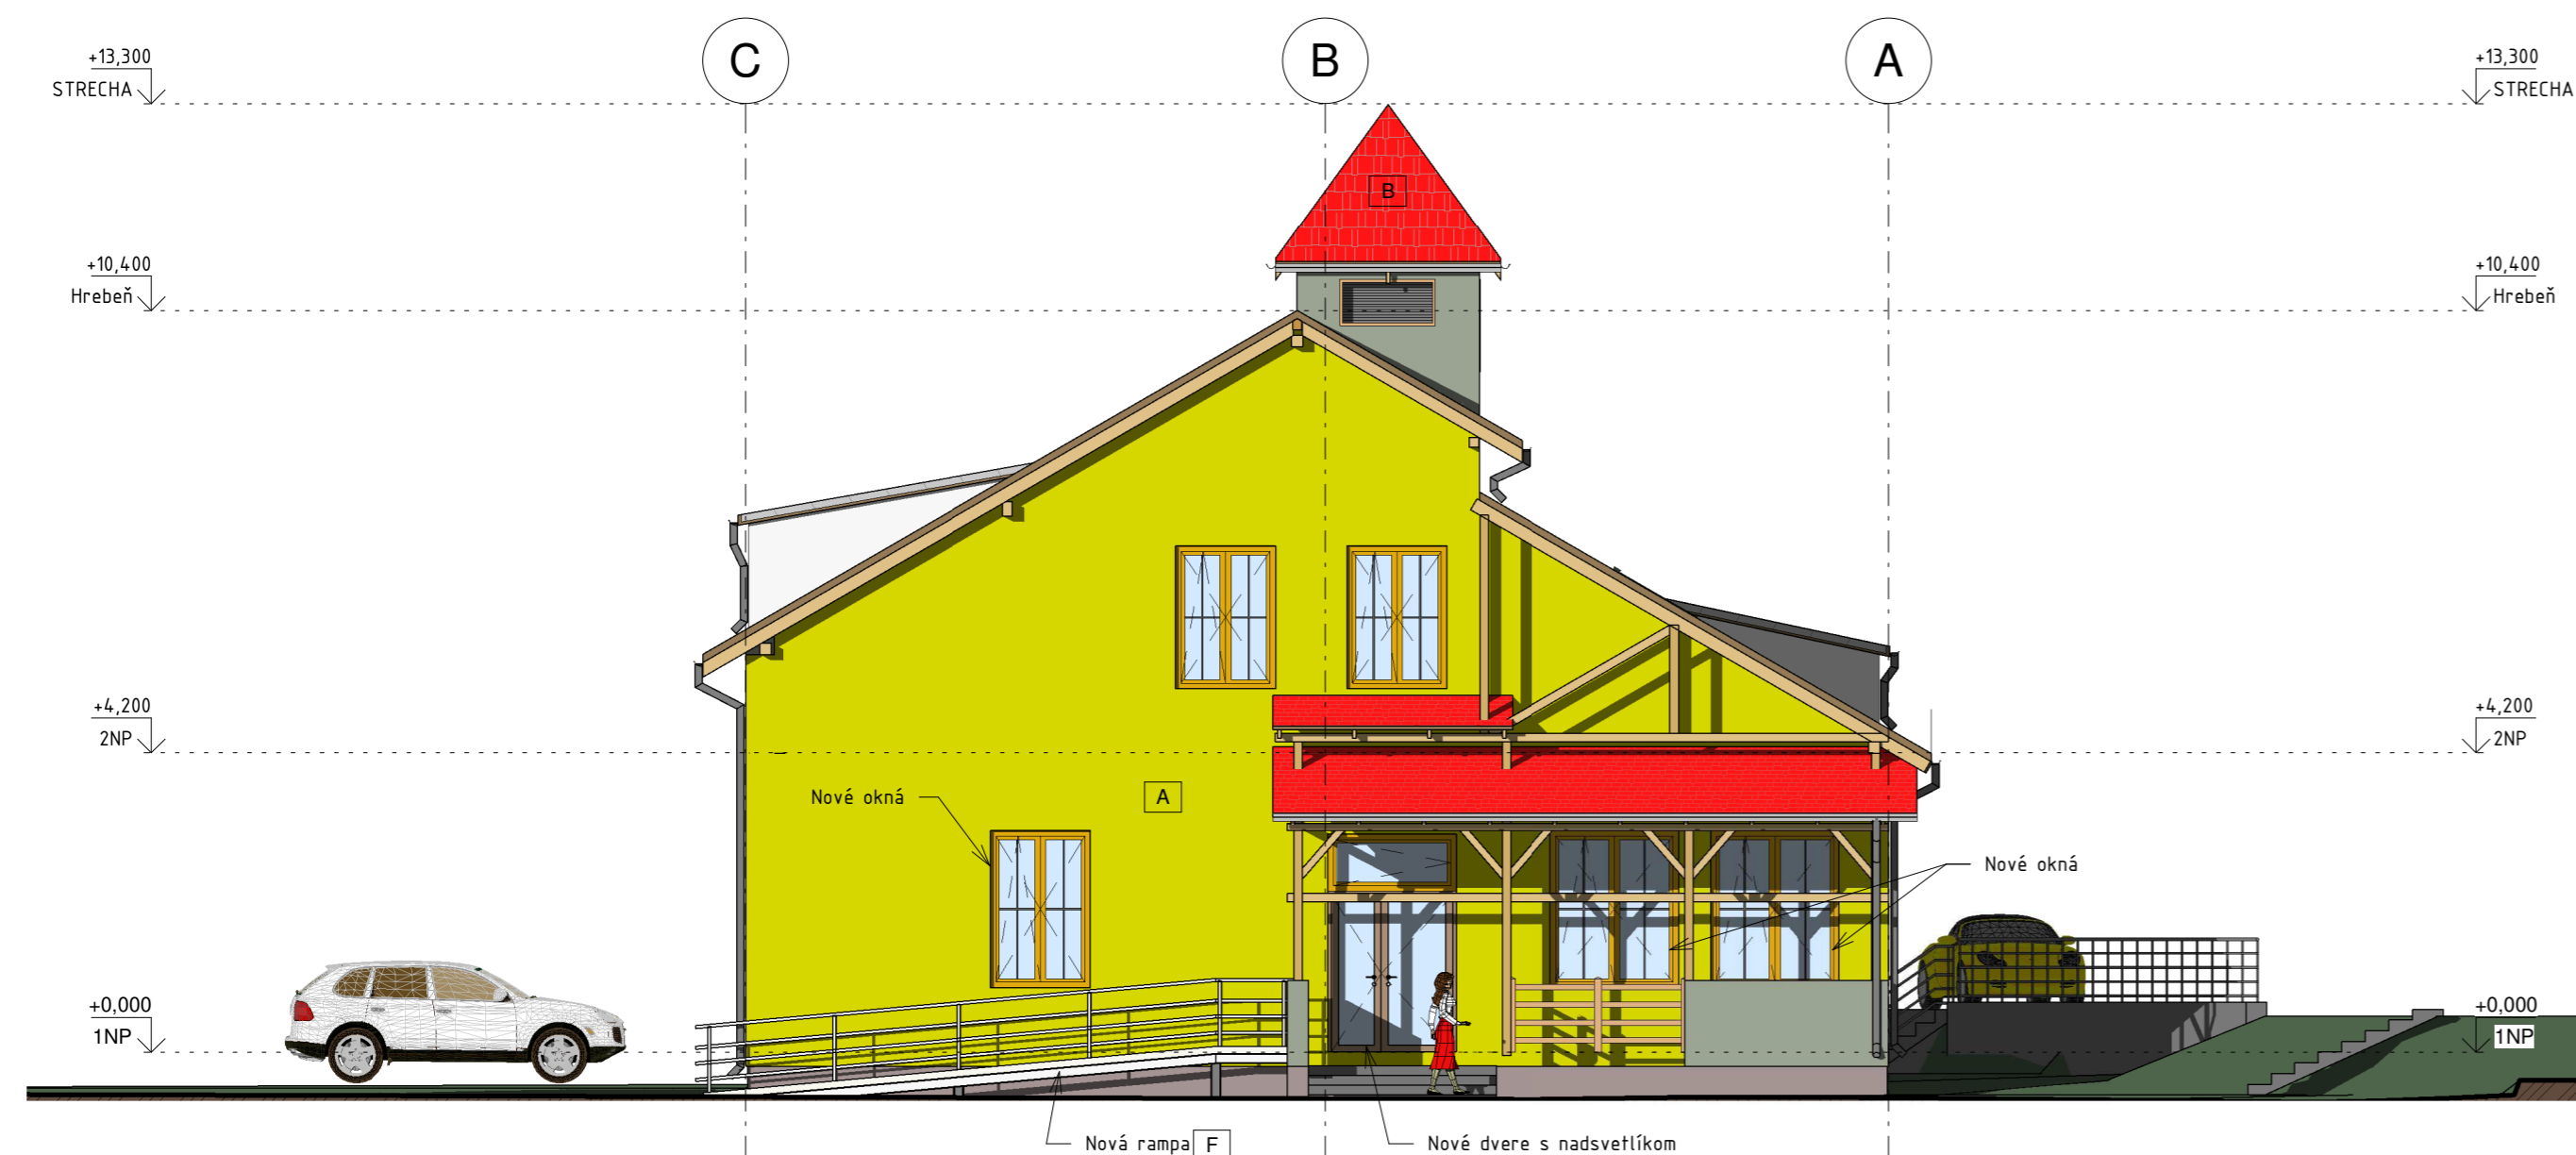 C
B
A
+13,300
STRECHA
+13,300
STRECHA
B
+10,400
Hrebeň
+10,400
Hrebeň
+4,200
2NP
+4,200
2NP
Nové okná
A
Nové okná
+0,000
1NP
+0,000
1NP
Nová rampa F
Nové dvere s nadsvetlíkom